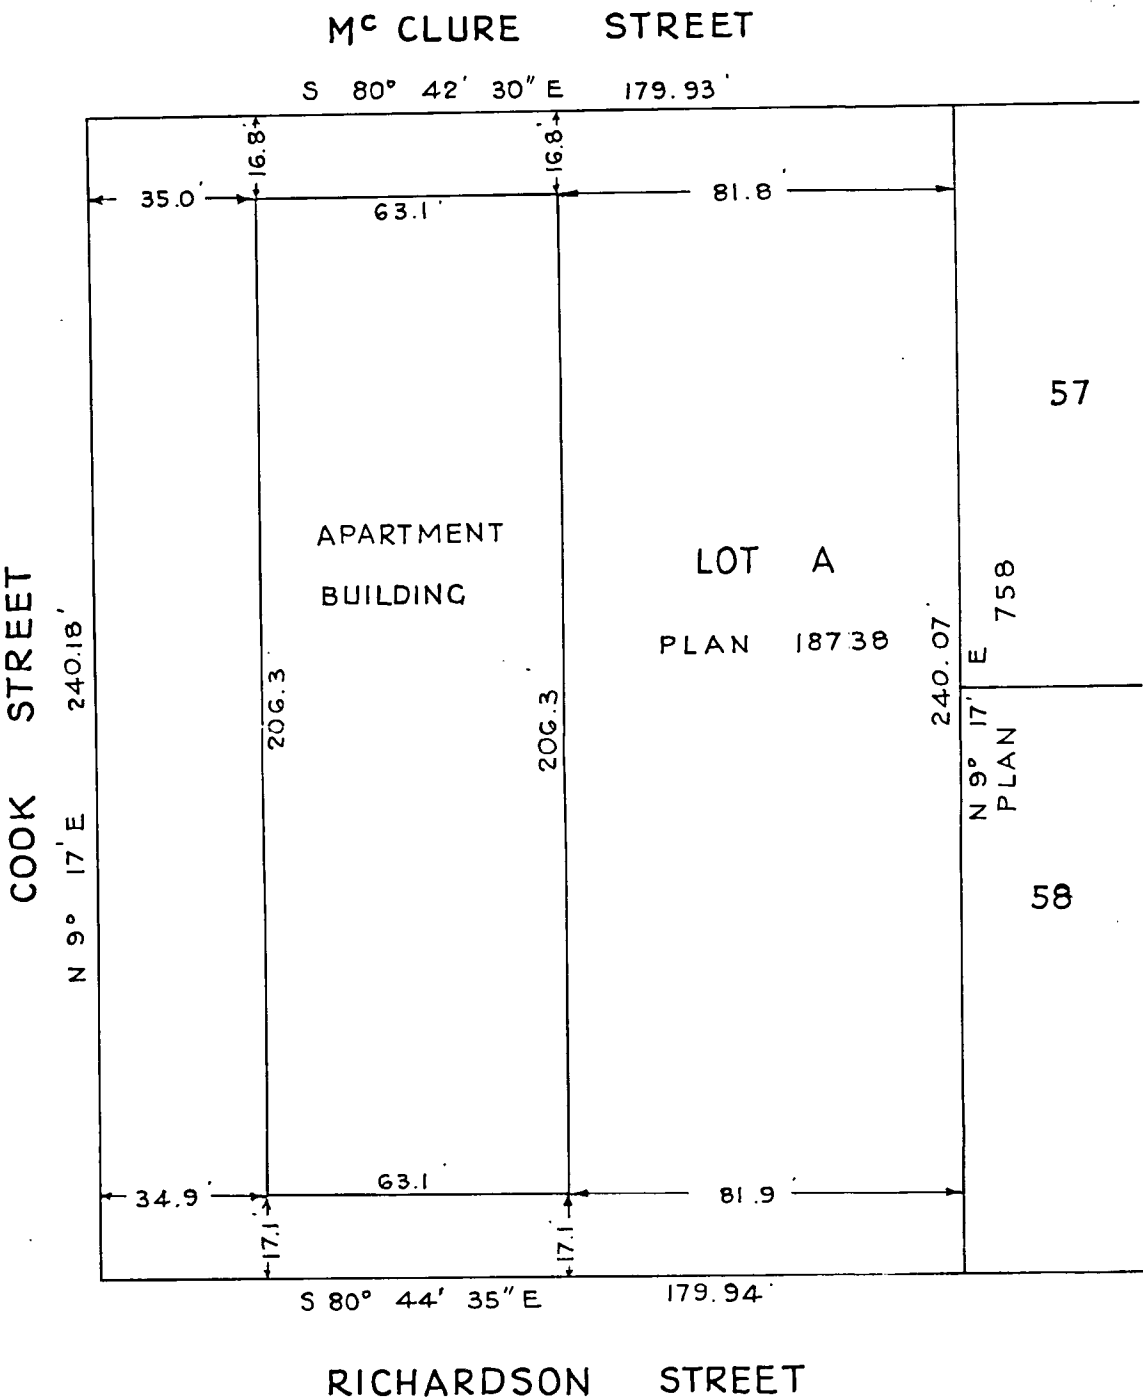 Mc CLURE STREET
S 80° 42' 30" E 179.93'
16.8'
16.8'
35.0'
63.1'
81.8'
57
APARTMENT
BUILDING
LOT A
PLAN 18738
COOK STREET
N 9° 17' E 240.18'
206.3
206.3
240.07'
N 9° 17' E
PLAN 758
58
34.9'
63.1
81.9'
17.1'
17.1'
S 80° 44' 35" E 179.94'
RICHARDSON STREET